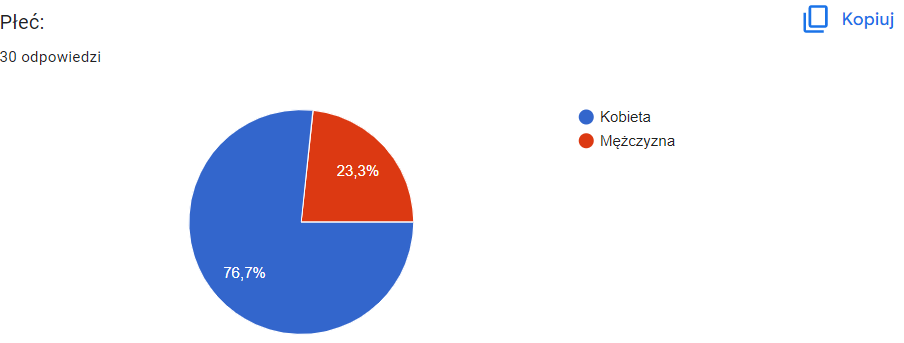 Płeć:
Kopiuj
30 odpowiedzi
Kobieta
Mężczyzna
23,3%
76,7%